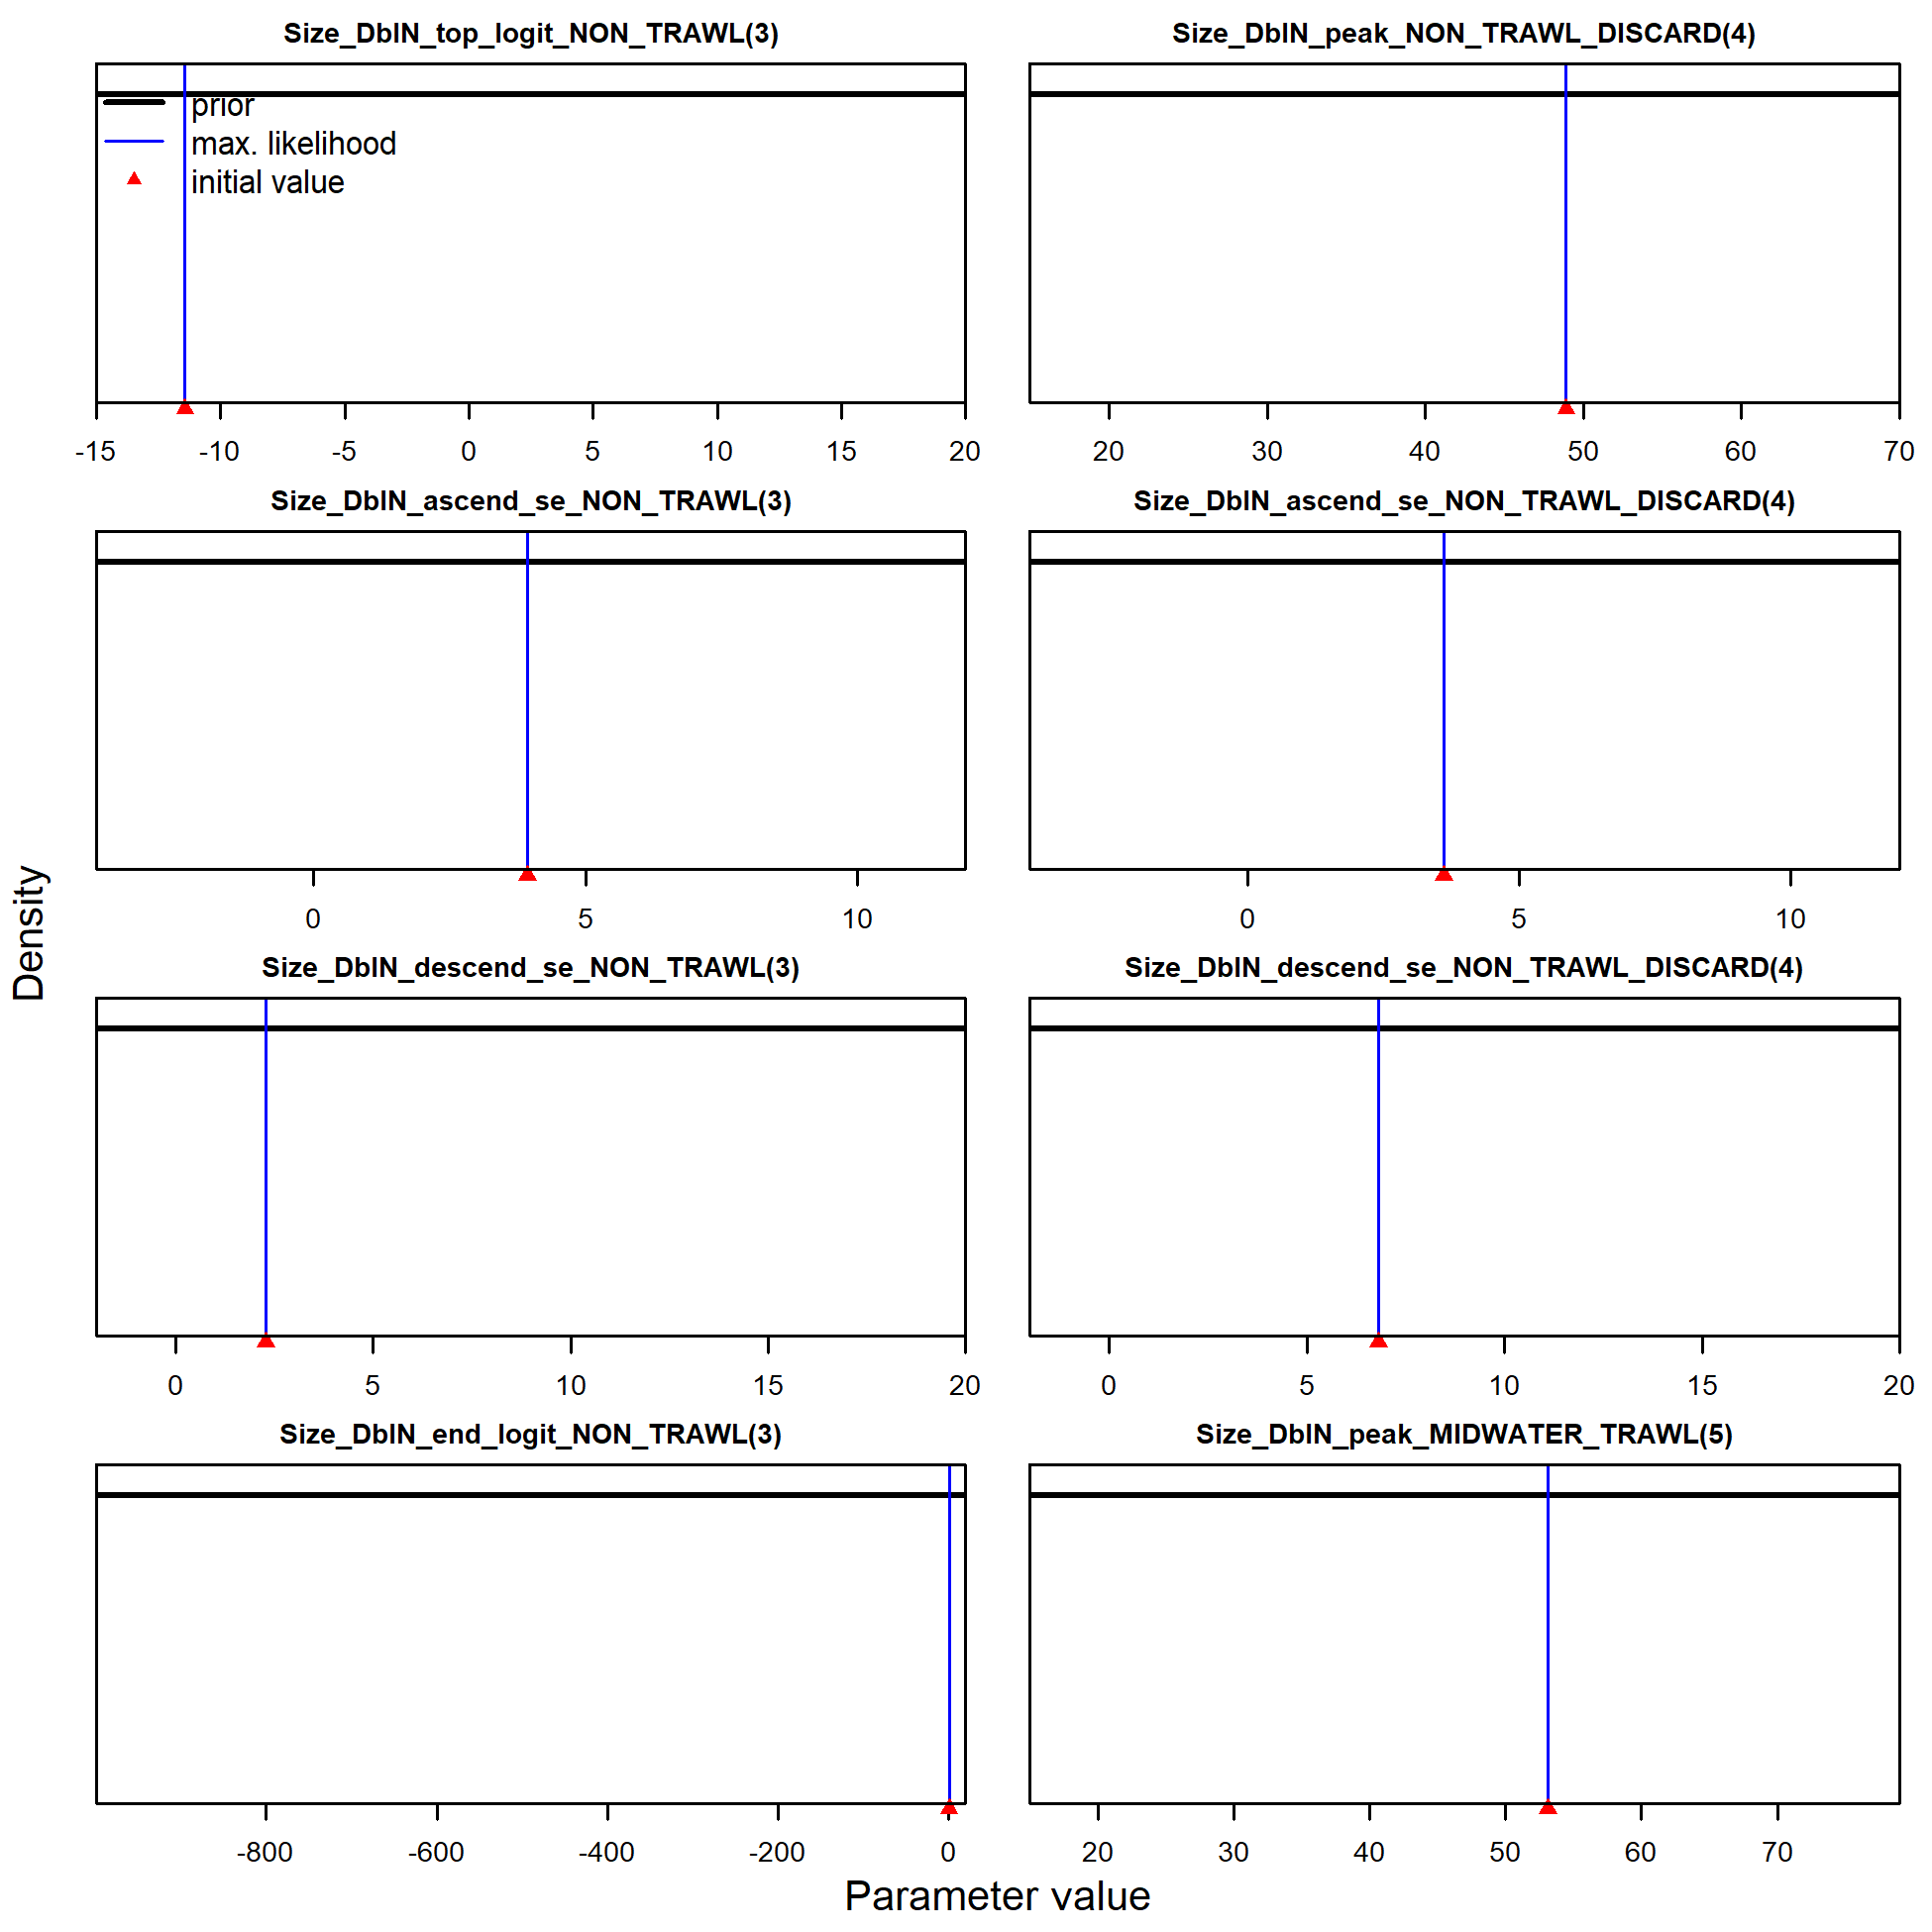 Size_DblN_top_logit_NON_TRAWL(3)
Size_DblN_peak_NON_TRAWL_DISCARD(4)
prior
max. likelihood
initial value
-15 -10 -5 0 5 10 15 20
20 30 40 50 60 70
Size_DblN_ascend_se_NON_TRAWL(3)
Size_DblN_ascend_se_NON_TRAWL_DISCARD(4)
0 5 10
0 5 10
Size_DblN_descend_se_NON_TRAWL(3)
Size_DblN_descend_se_NON_TRAWL_DISCARD(4)
0 5 10 15 20
0 5 10 15 20
Size_DblN_end_logit_NON_TRAWL(3)
Size_DblN_peak_MIDWATER_TRAWL(5)
-800 -600 -400 -200 0
20 30 40 50 60 70
Density
Parameter value